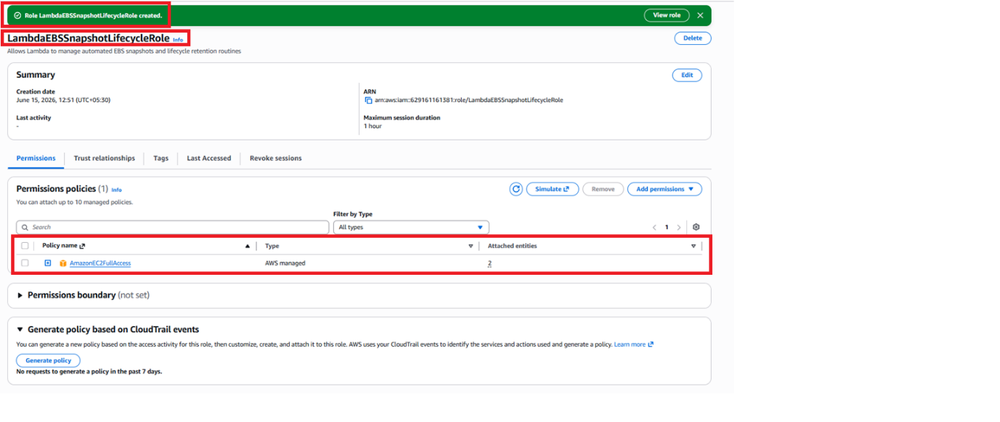 Role LambdaEBSSnapshotLifecycleRole created.
View role
LambdaEBSSnapshotLifecycleRole Info
Delete
Allows Lambda to manage automated EBS snapshots and lifecycle retention routines
Summary
Edit
Creation date
June 15, 2026, 12:51 (UTC+05:30)
ARN
arn:aws:iam::629161161381:role/LambdaEBSSnapshotLifecycleRole
Last activity
-
Maximum session duration
1 hour
Permissions
Trust relationships
Tags
Last Accessed
Revoke sessions
Permissions policies (1) Info
Simulate
Remove
Add permissions
You can attach up to 10 managed policies.
Filter by Type
Search
All types
1
Policy name
Type
Attached entities
AmazonEC2FullAccess
AWS managed
2
Permissions boundary (not set)
Generate policy based on CloudTrail events
You can generate a new policy based on the access activity for this role, then customize, create, and attach it to this role. AWS uses your CloudTrail events to identify the services and actions used and generate a policy. Learn more
Generate policy
No requests to generate a policy in the past 7 days.